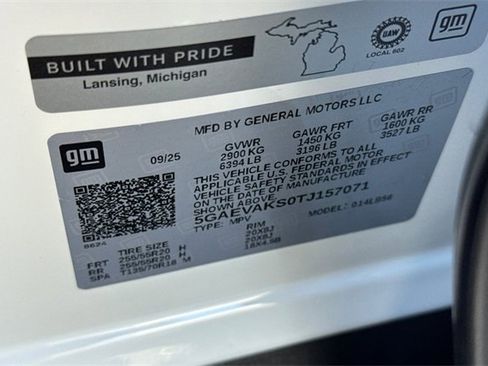 BUILT WITH PRIDE
Lansing, Michigan
UAW
LOCAL 602
gm
MFD BY GENERAL MOTORS LLC
gm
09/25
GVWR GAWR FRT GAWR RR
2900 KG 1450 KG 1600 KG
6394 LB 3196 LB 3527 LB
THIS VEHICLE CONFORMS TO ALL
APPLICABLE U.S. FEDERAL MOTOR
VEHICLE SAFETY STANDARDS IN EFFECT
ON THE DATE OF MANUFACTURE SHOWN ABOVE.
5GAEVAKS0TJ157071
TYPE: MPV MODEL: 014LB56
8624
TIRE SIZE RIM
FRT 255/55R20 H 20X8J
RR 255/55R20 H 20X8J
SPA T135/70R18 M 18X4.5B